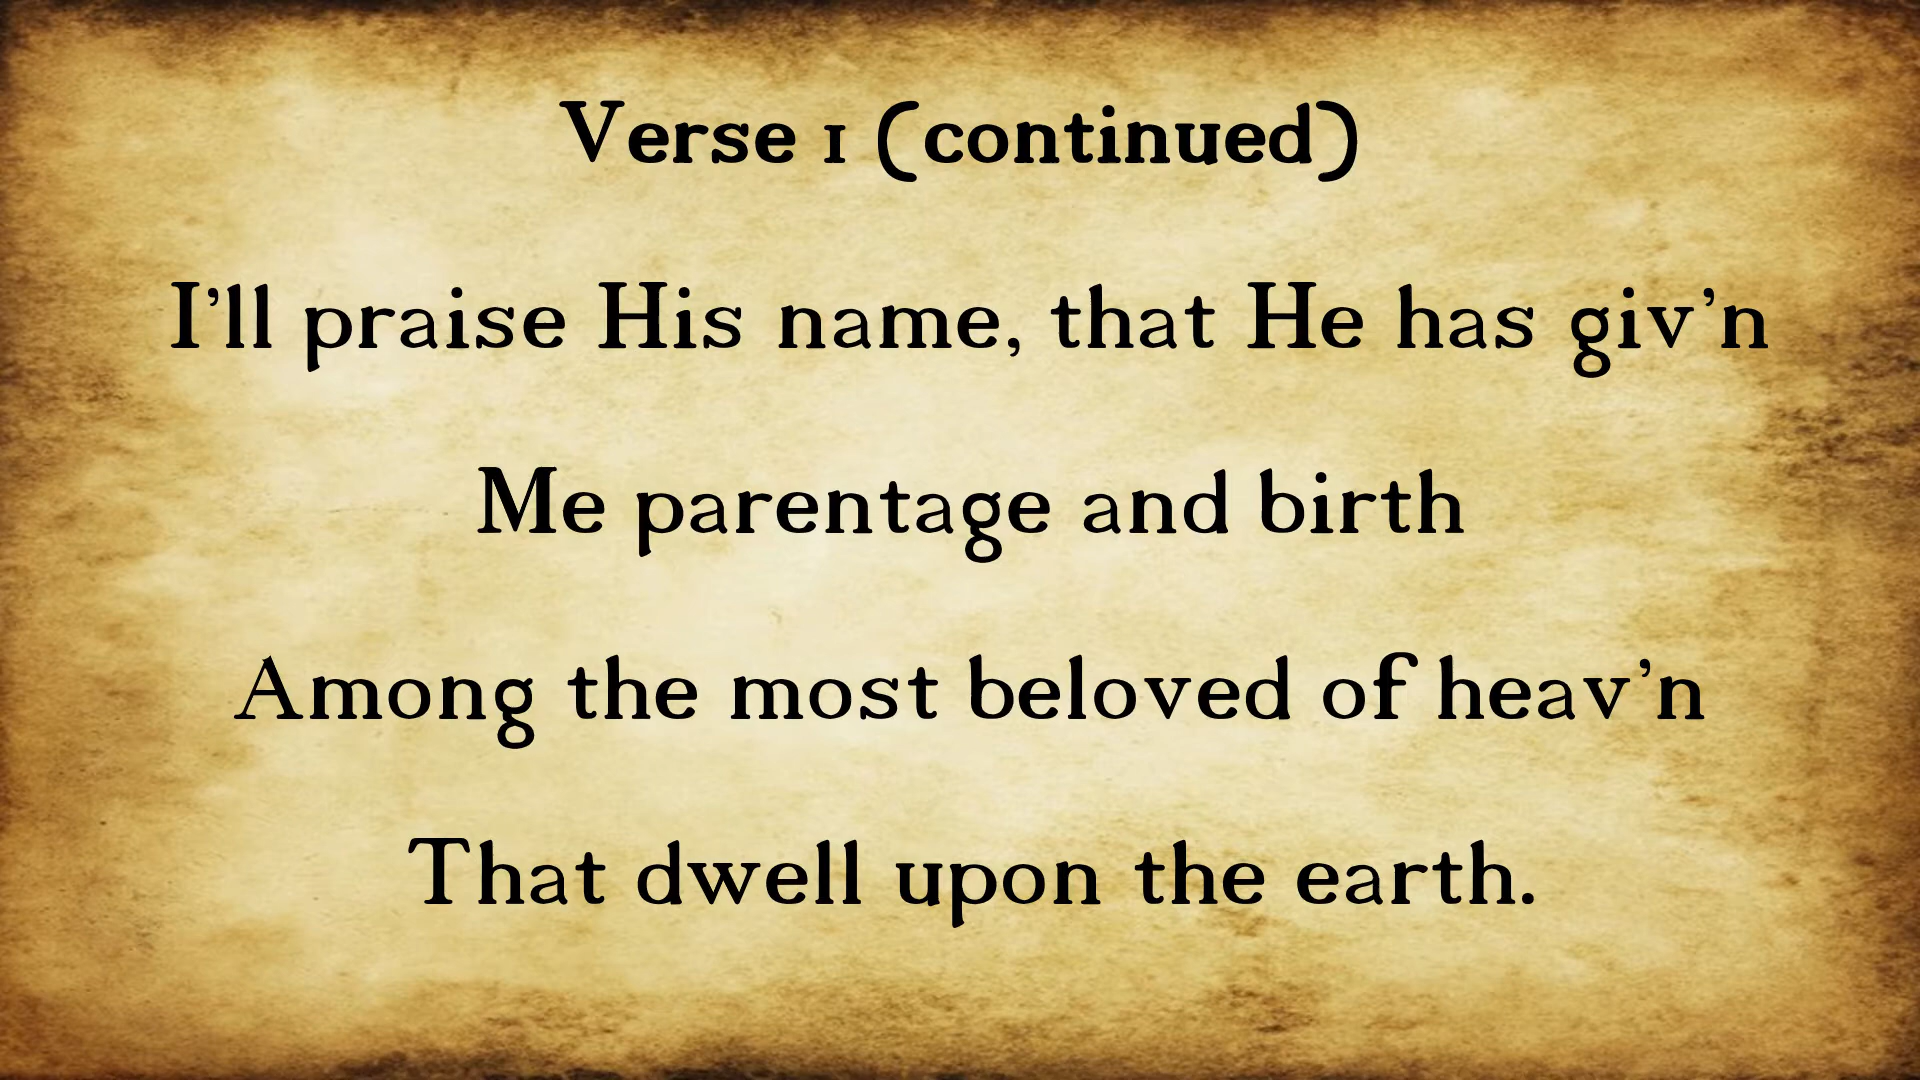 Verse 1 (continued)
I’ll praise His name, that He has giv’n
Me parentage and birth
Among the most beloved of heav’n
That dwell upon the earth.